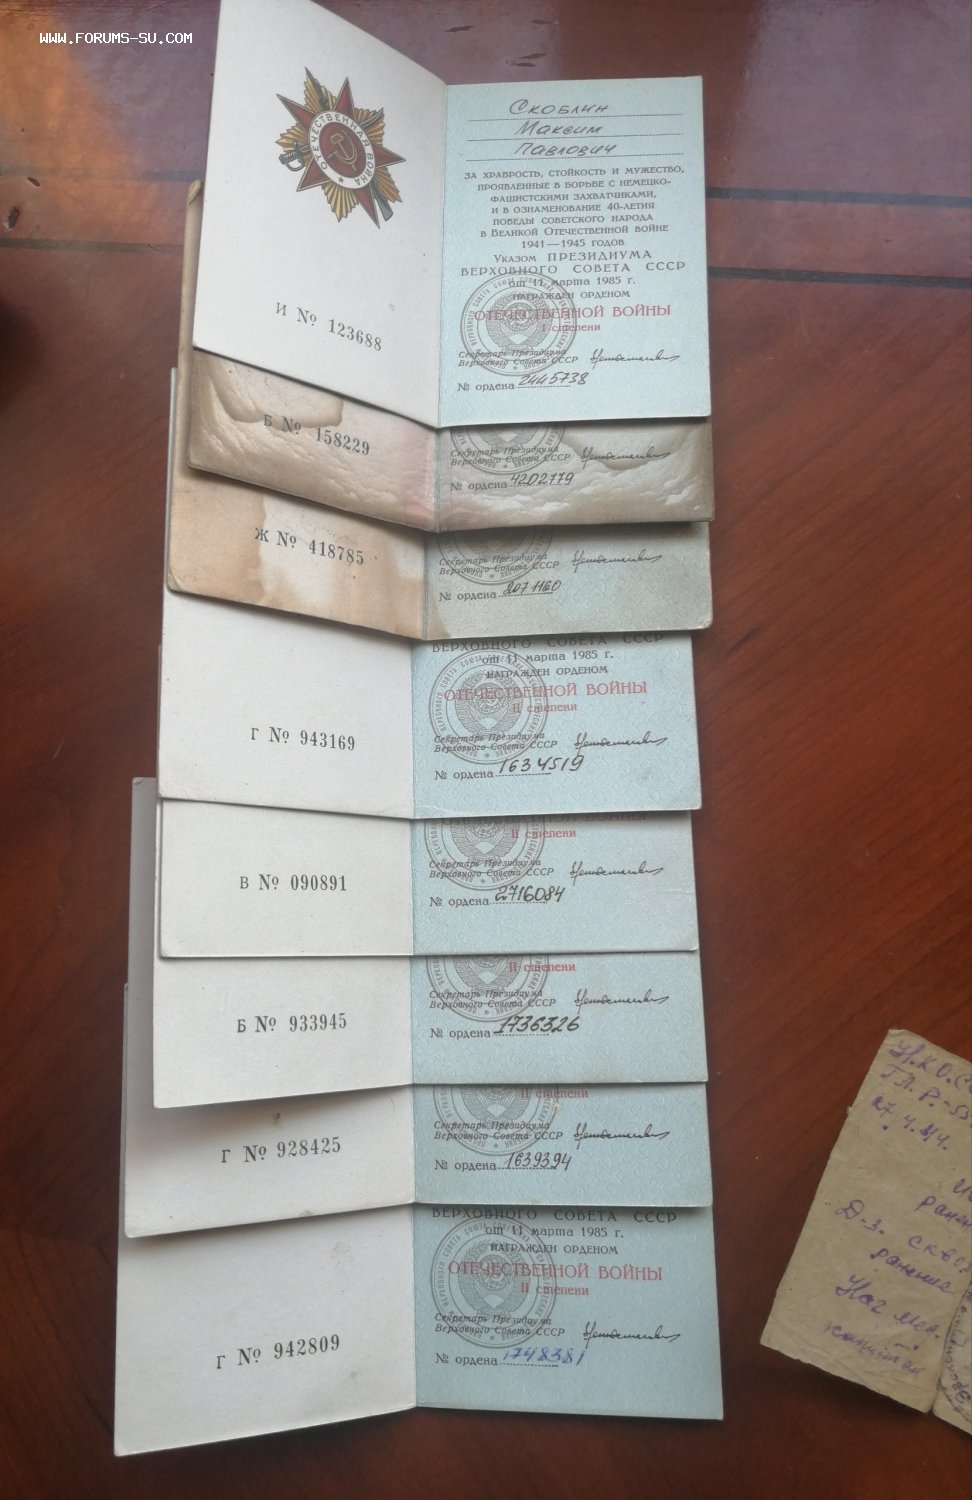 WWW.FORUMS-SU.COM
ОТЕЧЕСТВЕННАЯ ВОЙНА
И № 123688
Скоблин
Максим
Павлович
ЗА ХРАБРОСТЬ, СТОЙКОСТЬ И МУЖЕСТВО,
ПРОЯВЛЕННЫЕ В БОРЬБЕ С НЕМЕЦКО-
ФАШИСТСКИМИ ЗАХВАТЧИКАМИ,
И В ОЗНАМЕНОВАНИЕ 40-ЛЕТИЯ
ПОБЕДЫ СОВЕТСКОГО НАРОДА
В ВЕЛИКОЙ ОТЕЧЕСТВЕННОЙ ВОЙНЕ
1941—1945 ГОДОВ
УКАЗОМ ПРЕЗИДИУМА
ВЕРХОВНОГО СОВЕТА СССР
от 11 марта 1985 г.
НАГРАЖДЕН ОРДЕНОМ
ОТЕЧЕСТВЕННОЙ ВОЙНЫ
I степени
Секретарь Президиума
Верховного Совета СССР
№ ордена 2445738
Б № 158229
Секретарь Президиума
Верховного Совета СССР
№ ордена 4202779
Ж № 418785
Секретарь Президиума
Верховного Совета СССР
№ ордена 2071160
Г № 943169
ВЕРХОВНОГО СОВЕТА СССР
от 11 марта 1985 г.
НАГРАЖДЕН ОРДЕНОМ
ОТЕЧЕСТВЕННОЙ ВОЙНЫ
II степени
Секретарь Президиума
Верховного Совета СССР
№ ордена 1634519
В № 090891
ОТЕЧЕСТВЕННОЙ ВОЙНЫ
II степени
Секретарь Президиума
Верховного Совета СССР
№ ордена 2716084
Б № 933945
II степени
Секретарь Президиума
Верховного Совета СССР
№ ордена 1736326
Г № 928425
II степени
Секретарь Президиума
Верховного Совета СССР
№ ордена 1639394
Г № 942809
ВЕРХОВНОГО СОВЕТА СССР
от 11 марта 1985 г.
НАГРАЖДЕН ОРДЕНОМ
ОТЕЧЕСТВЕННОЙ ВОЙНЫ
II степени
Секретарь Президиума
Верховного Совета СССР
№ ордена 1748381
Н.К.О.С
ранен
Д-з. скво
ранение
Нач мед.
капитан